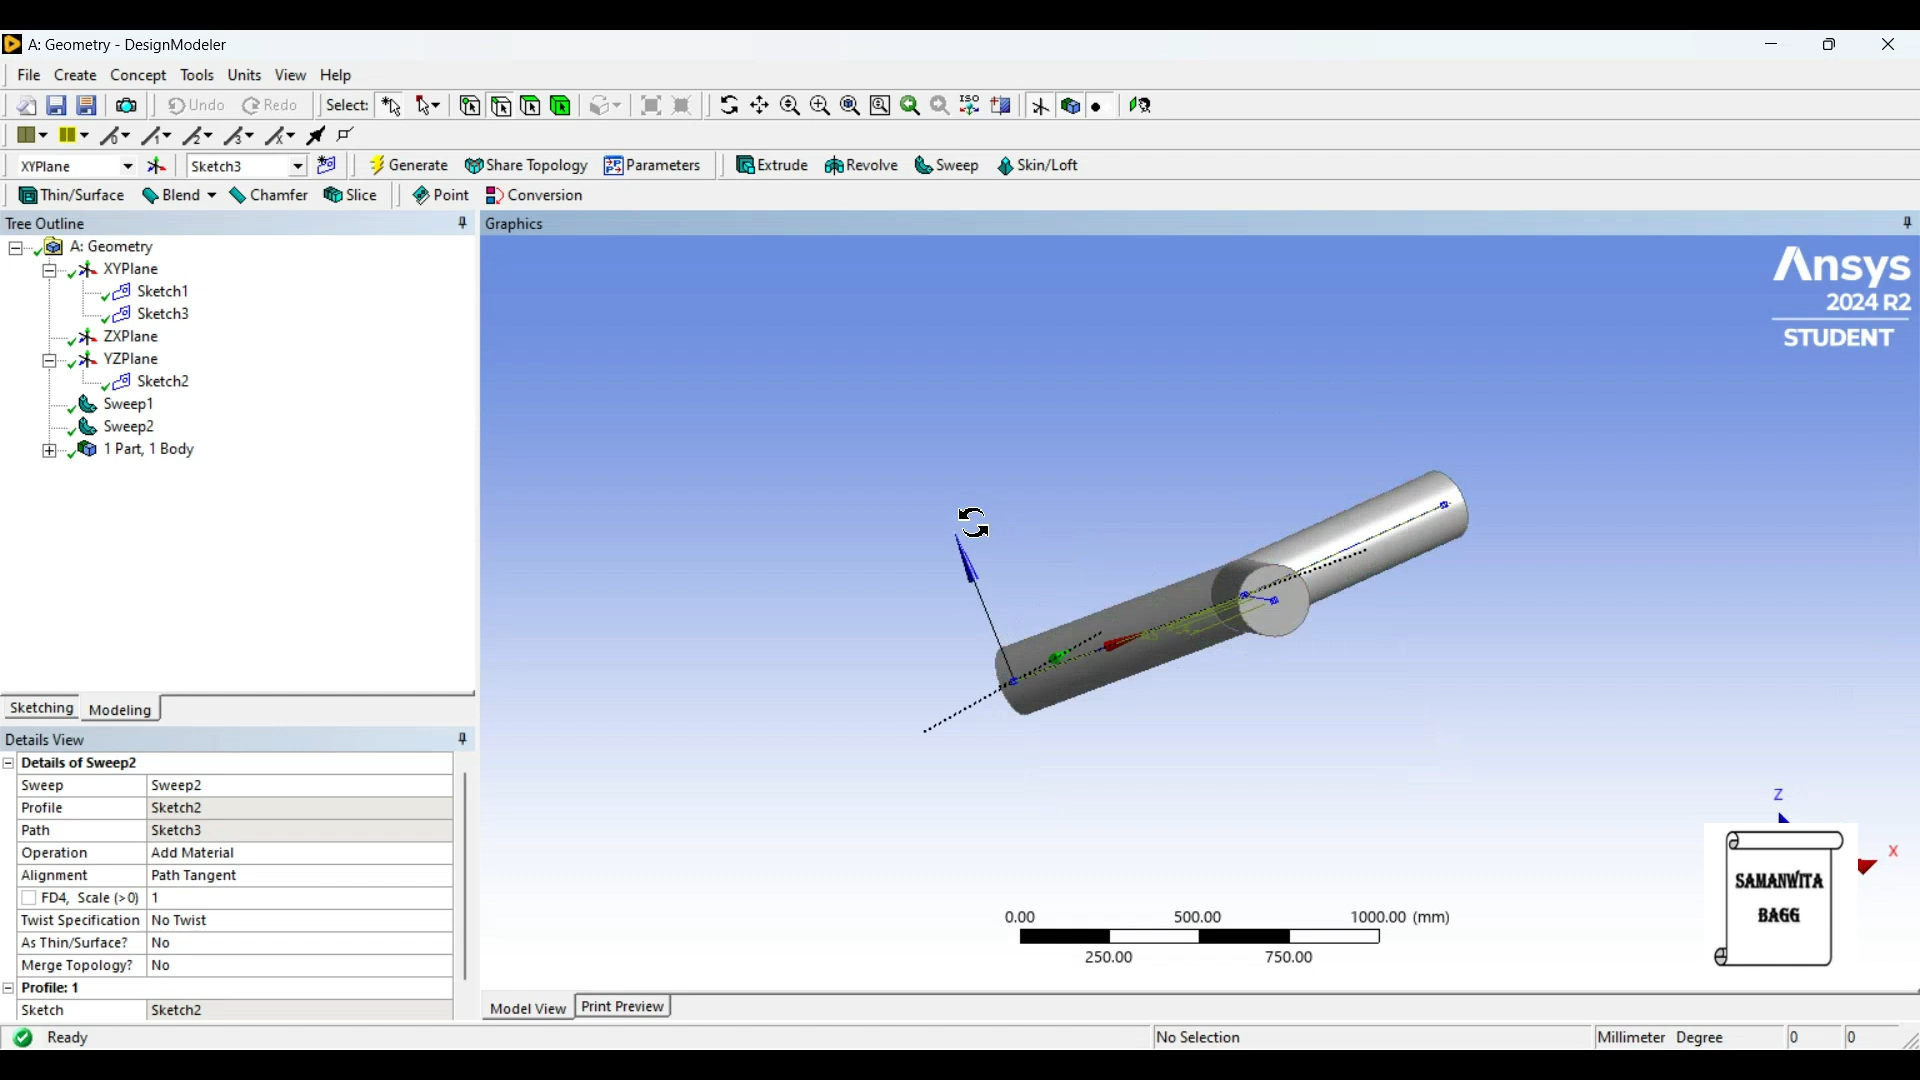 A: Geometry - DesignModeler
File Create Concept Tools Units View Help
Undo Redo Select: ISO
XYPlane Sketch3 Generate Share Topology Parameters Extrude Revolve Sweep Skin/Loft
Thin/Surface Blend Chamfer Slice Point Conversion
Tree Outline
A: Geometry
XYPlane
Sketch1
Sketch3
ZXPlane
YZPlane
Sketch2
Sweep1
Sweep2
1 Part, 1 Body
Sketching Modeling
Details View
Details of Sweep2
Sweep Sweep2
Profile Sketch2
Path Sketch3
Operation Add Material
Alignment Path Tangent
FD4, Scale (>0) 1
Twist Specification No Twist
As Thin/Surface? No
Merge Topology? No
Profile: 1
Sketch Sketch2
Graphics
Ansys
2024 R2
STUDENT
Z
X
SAMANWITA
BAGG
0.00 500.00 1000.00 (mm)
250.00 750.00
Model View Print Preview
Ready No Selection Millimeter Degree 0 0